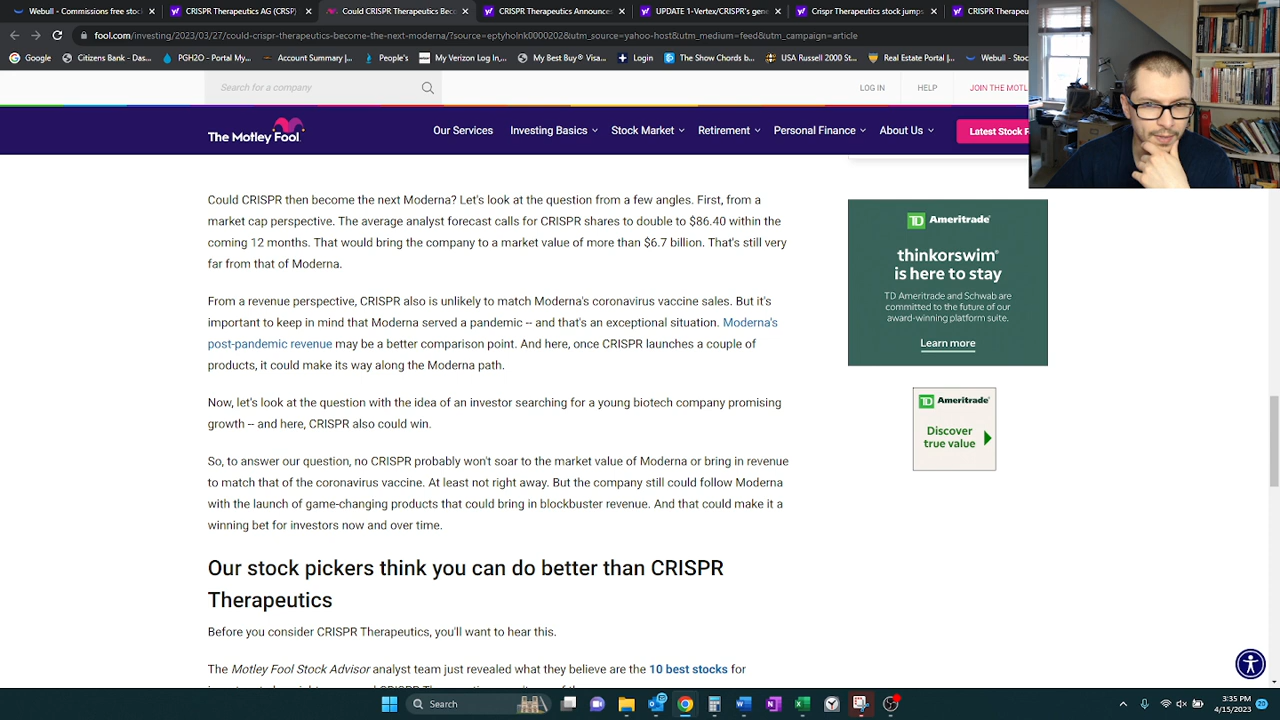 Webull - Commissions free stock
CRISPR Therapeutics AG (CRSP
Could CRISPR Therapeutics Bec
UPDATE 1-Vertex/CRISPR's gene
Crispr Therapeutics stock jumps
CRISPR Therapeutics
fool.com/investing/2023/01/27/could-crispr-therapeutics-become-the-next-moderna/?source=eptyholnk0000202&utm_source=yahoo-host&utm_medium=feed&utm_campaign=article
Google
Citizens Bank - Das...
PGH2O - Portal My...
Account Summary /
People's
My Verizon Log In |...
My Best Buy® Visa...
Login
The Show Chords b...
USA Russell 2000 St...
Regal Portal Log in |...
Webull - Stoc
Search for a company
LOG IN
HELP
JOIN THE MOTL
The Motley Fool
Our Services
Investing Basics
Stock Market
Retirement
Personal Finance
About Us
Latest Stock P
Could CRISPR then become the next Moderna? Let's look at the question from a few angles. First, from a
market cap perspective. The average analyst forecast calls for CRISPR shares to double to $86.40 within the
coming 12 months. That would bring the company to a market value of more than $6.7 billion. That's still very
far from that of Moderna.
From a revenue perspective, CRISPR also is unlikely to match Moderna's coronavirus vaccine sales. But it's
important to keep in mind that Moderna served a pandemic -- and that's an exceptional situation. Moderna's
post-pandemic revenue may be a better comparison point. And here, once CRISPR launches a couple of
products, it could make its way along the Moderna path.
Now, let's look at the question with the idea of an investor searching for a young biotech company promising
growth -- and here, CRISPR also could win.
So, to answer our question, no CRISPR probably won't soar to the market value of Moderna or bring in revenue
to match that of the coronavirus vaccine. At least not right away. But the company still could follow Moderna
with the launch of game-changing products that could bring in blockbuster revenue. And that could make it a
winning bet for investors now and over time.
Our stock pickers think you can do better than CRISPR
Therapeutics
Before you consider CRISPR Therapeutics, you'll want to hear this.
The Motley Fool Stock Advisor analyst team just revealed what they believe are the 10 best stocks for
TD Ameritrade
thinkorswim®
is here to stay
TD Ameritrade and Schwab are
committed to the future of our
award-winning platform suite.
Learn more
TD Ameritrade
Discover
true value
Search
3:35 PM
4/15/2023
20